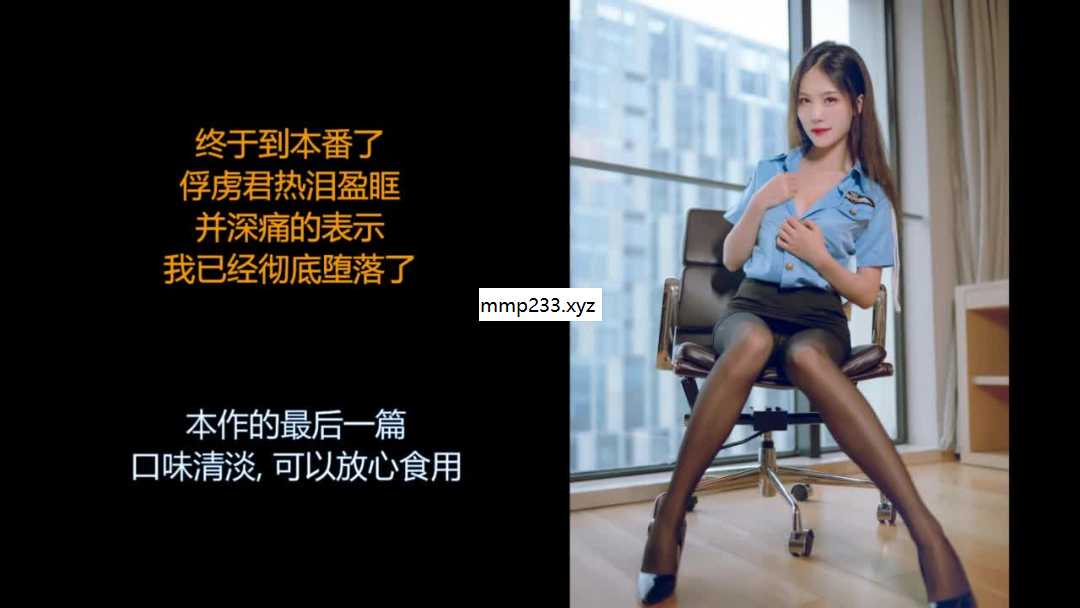 终于到本番了
俘虏君热泪盈眶
并深痛的表示
我已经彻底堕落了
mmp233.xyz
本作的最后一篇
口味清淡, 可以放心食用